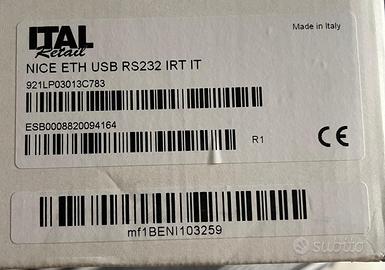 ITAL
Retail
Made in Italy
NICE ETH USB RS232 IRT IT
921LP03013C783
ESB0008820094164
R1
CE
mf1BENI103259
subito